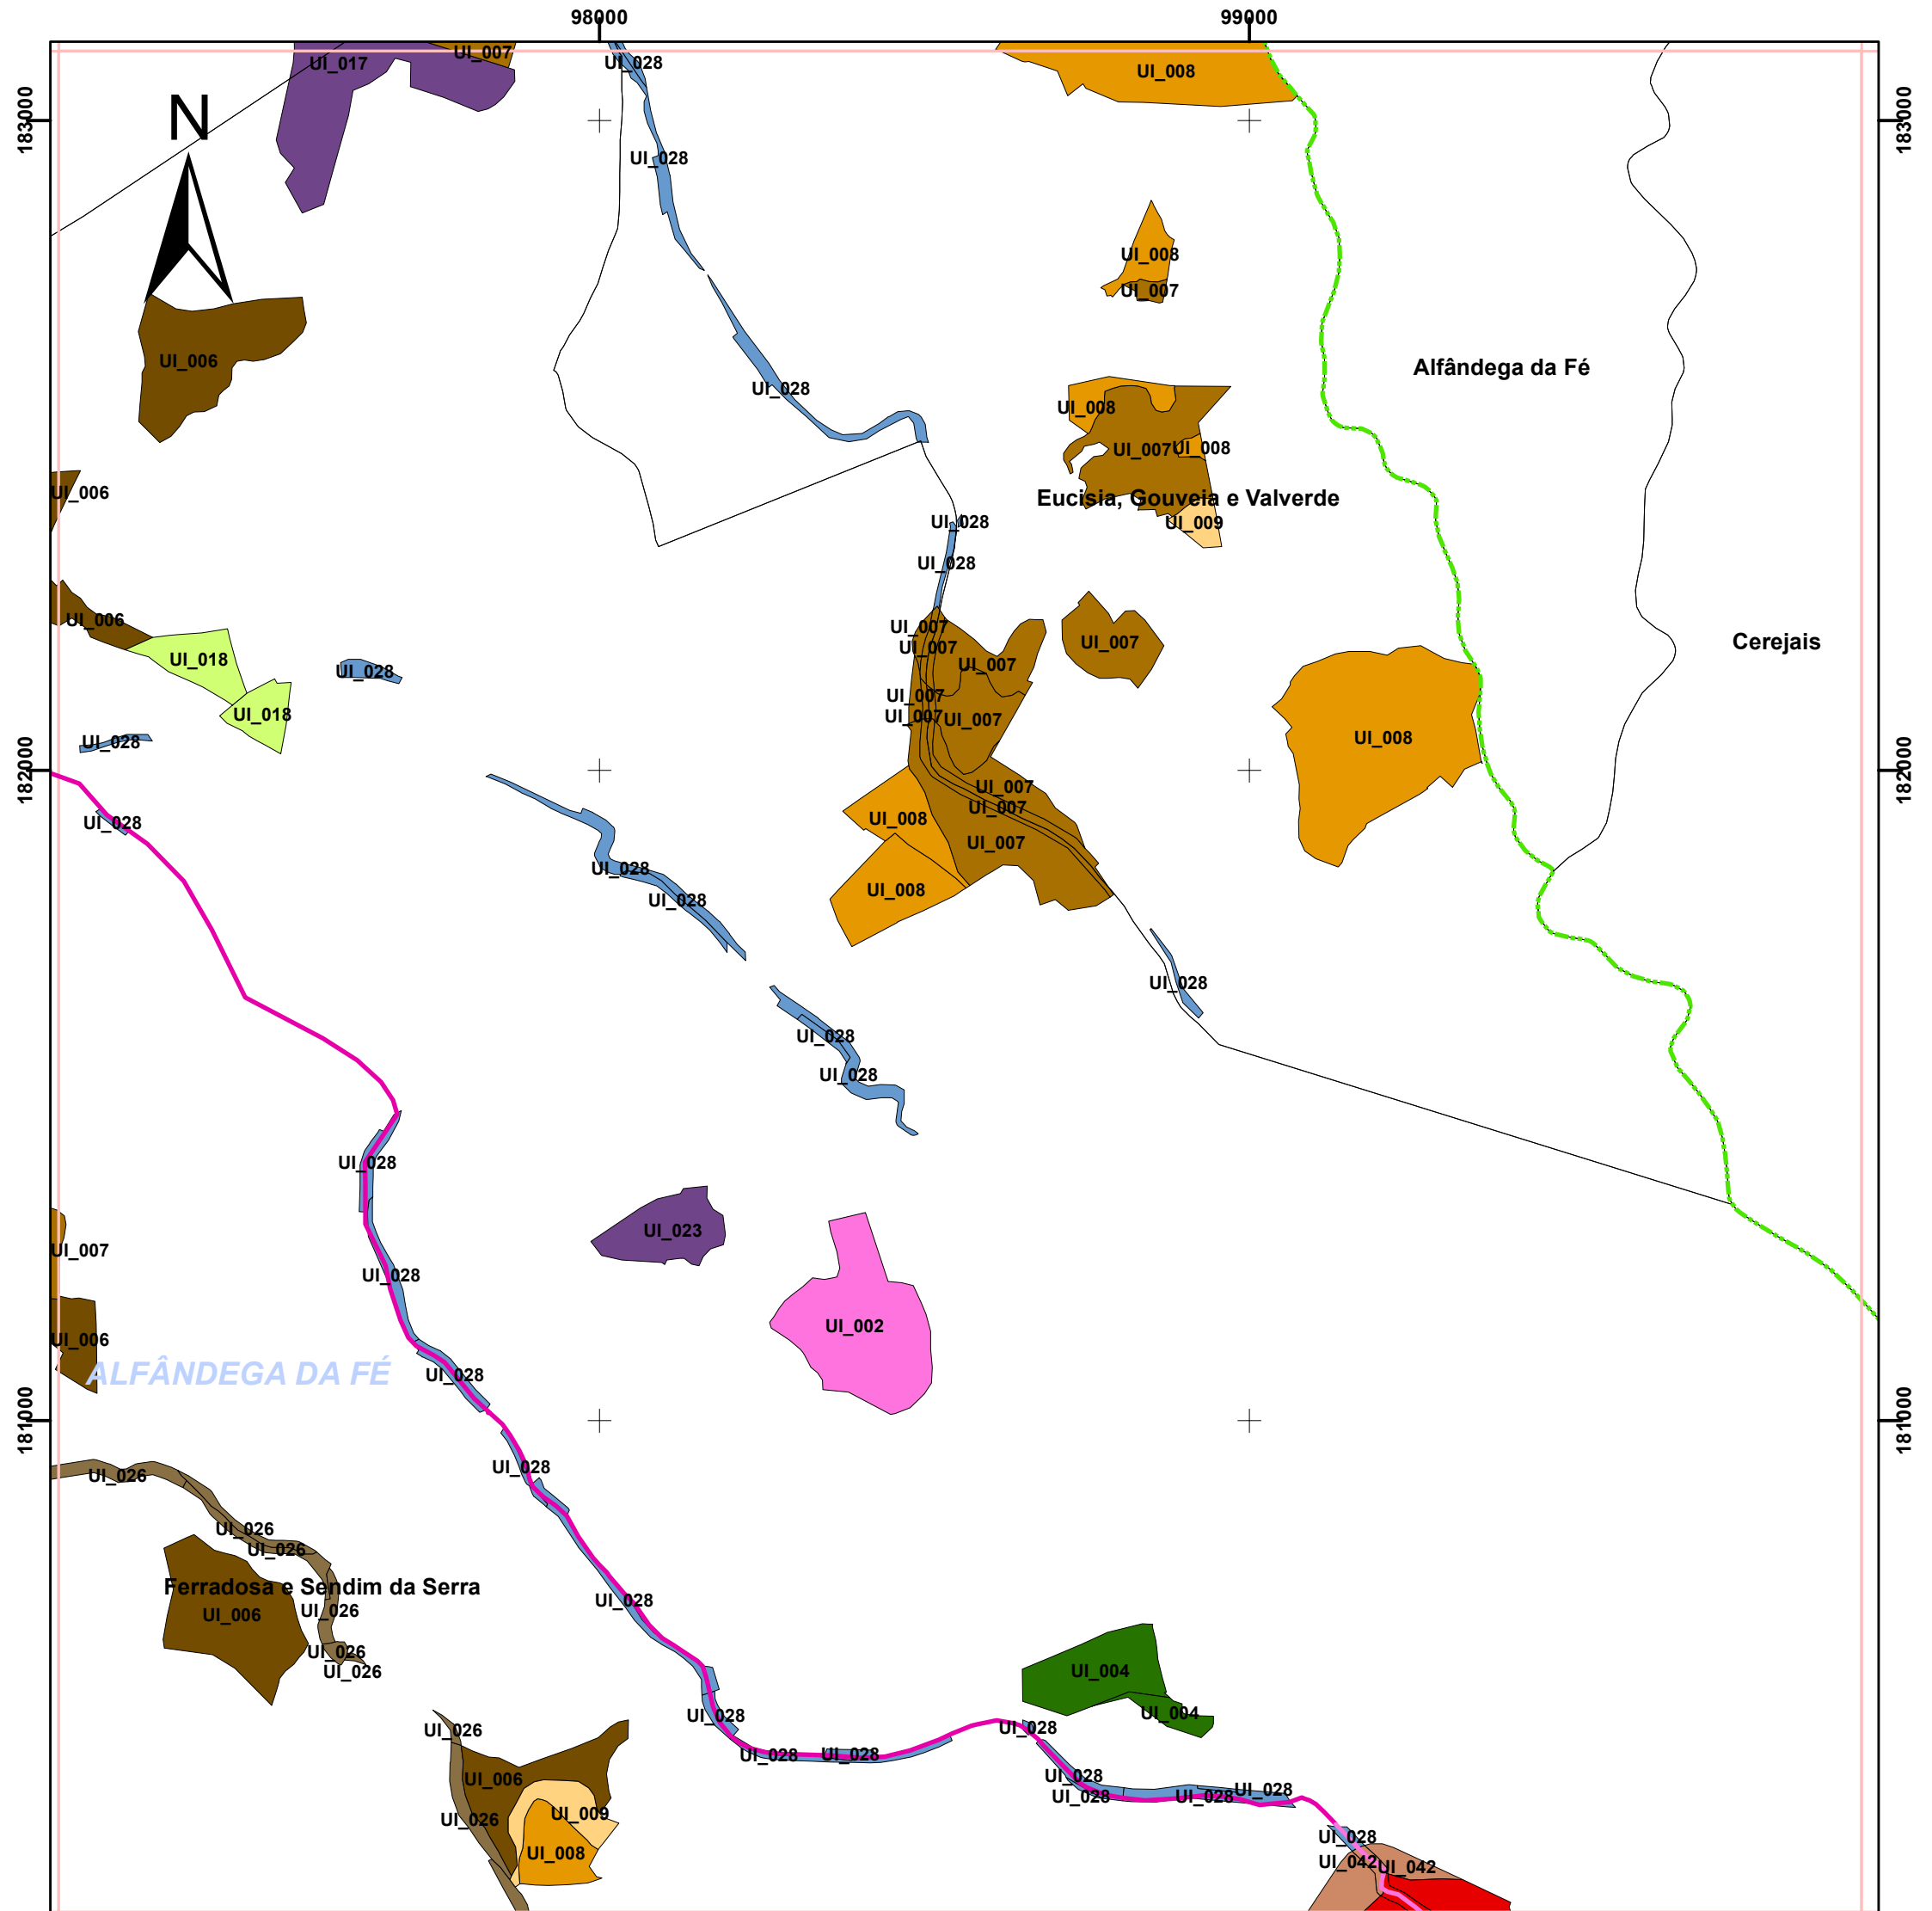 98000 99000
UI_007
UI_017 UI_028
UI_008
183000 183000
N
UI_028
UI_008
UI_007
UI_006
Alfândega da Fé
UI_028
UI_008
UI_007 UI_008
UI_006
Eucisia, Gouveia e Valverde
UI_028 UI_009
UI_028
UI_006
UI_007
Cerejais
UI_007
UI_007
UI_018
UI_007
UI_028
UI_007
UI_018
UI_007
UI_007
UI_028
UI_008
182000 182000
UI_007
UI_007
UI_008
UI_028
UI_007
UI_028
UI_008
UI_028
UI_028
UI_028
UI_028
UI_028
UI_023
UI_007
UI_028
UI_002
UI_006
ALFÂNDEGA DA FÉ
UI_028
181000 181000
UI_028
UI_026
UI_026
UI_026
Ferradosa e Sendim da Serra
UI_028
UI_026
UI_006
UI_026
UI_026
UI_004
UI_004
UI_028
UI_028
UI_026
UI_028 UI_028
UI_028
UI_006
UI_028
UI_028 UI_028
UI_009
UI_026
UI_028
UI_008
UI_042 UI_042